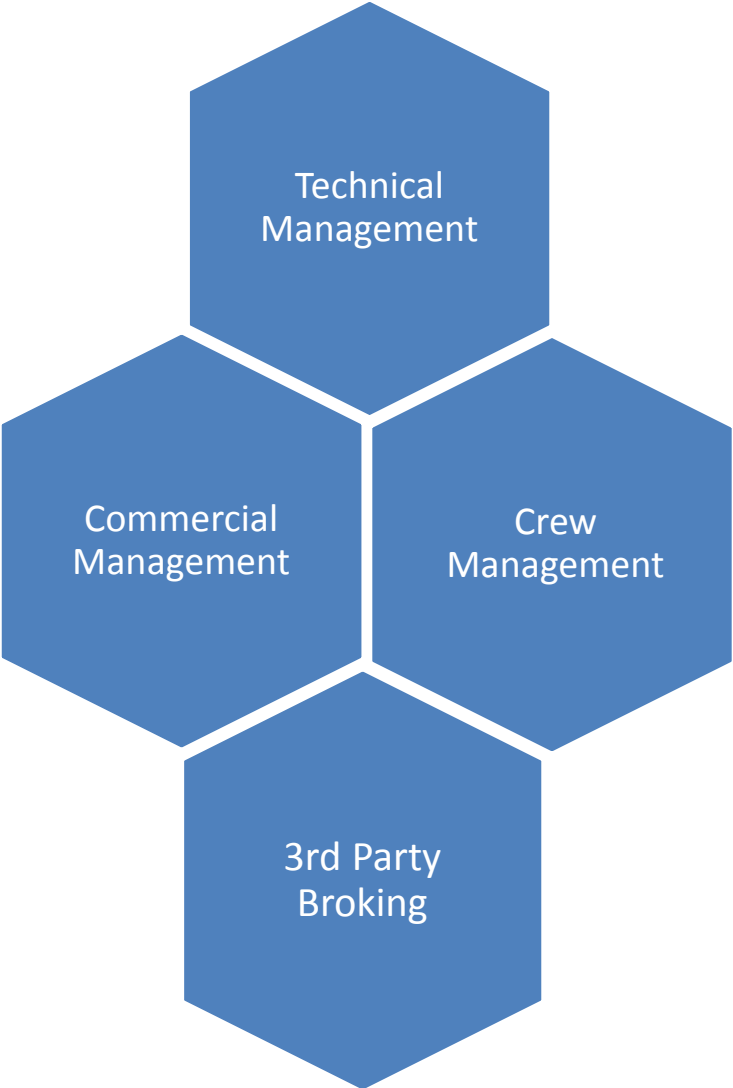 Technical
Management
Commercial
Management
Crew
Management
3rd Party
Broking